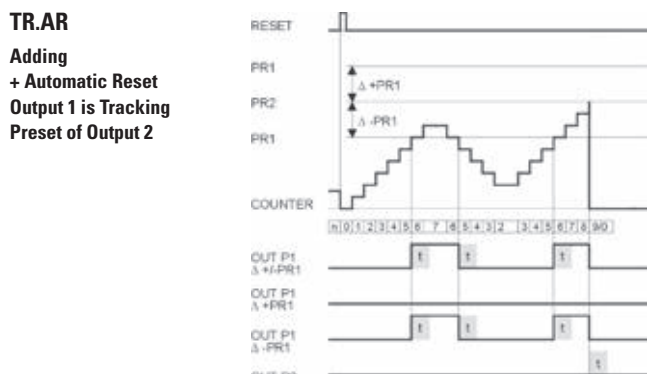 TR.AR
Adding
+ Automatic Reset
Output 1 is Tracking
Preset of Output 2
RESET
PR1
Δ +PR1
PR2
Δ -PR1
PR1
COUNTER
n 0 1 2 3 4 5 6 7 6 5 4 3 2 3 4 5 6 7 8 9/0
OUT P1
Δ +/-PR1
t t t
OUT P1
Δ +PR1
OUT P1
Δ -PR1
t t t
t